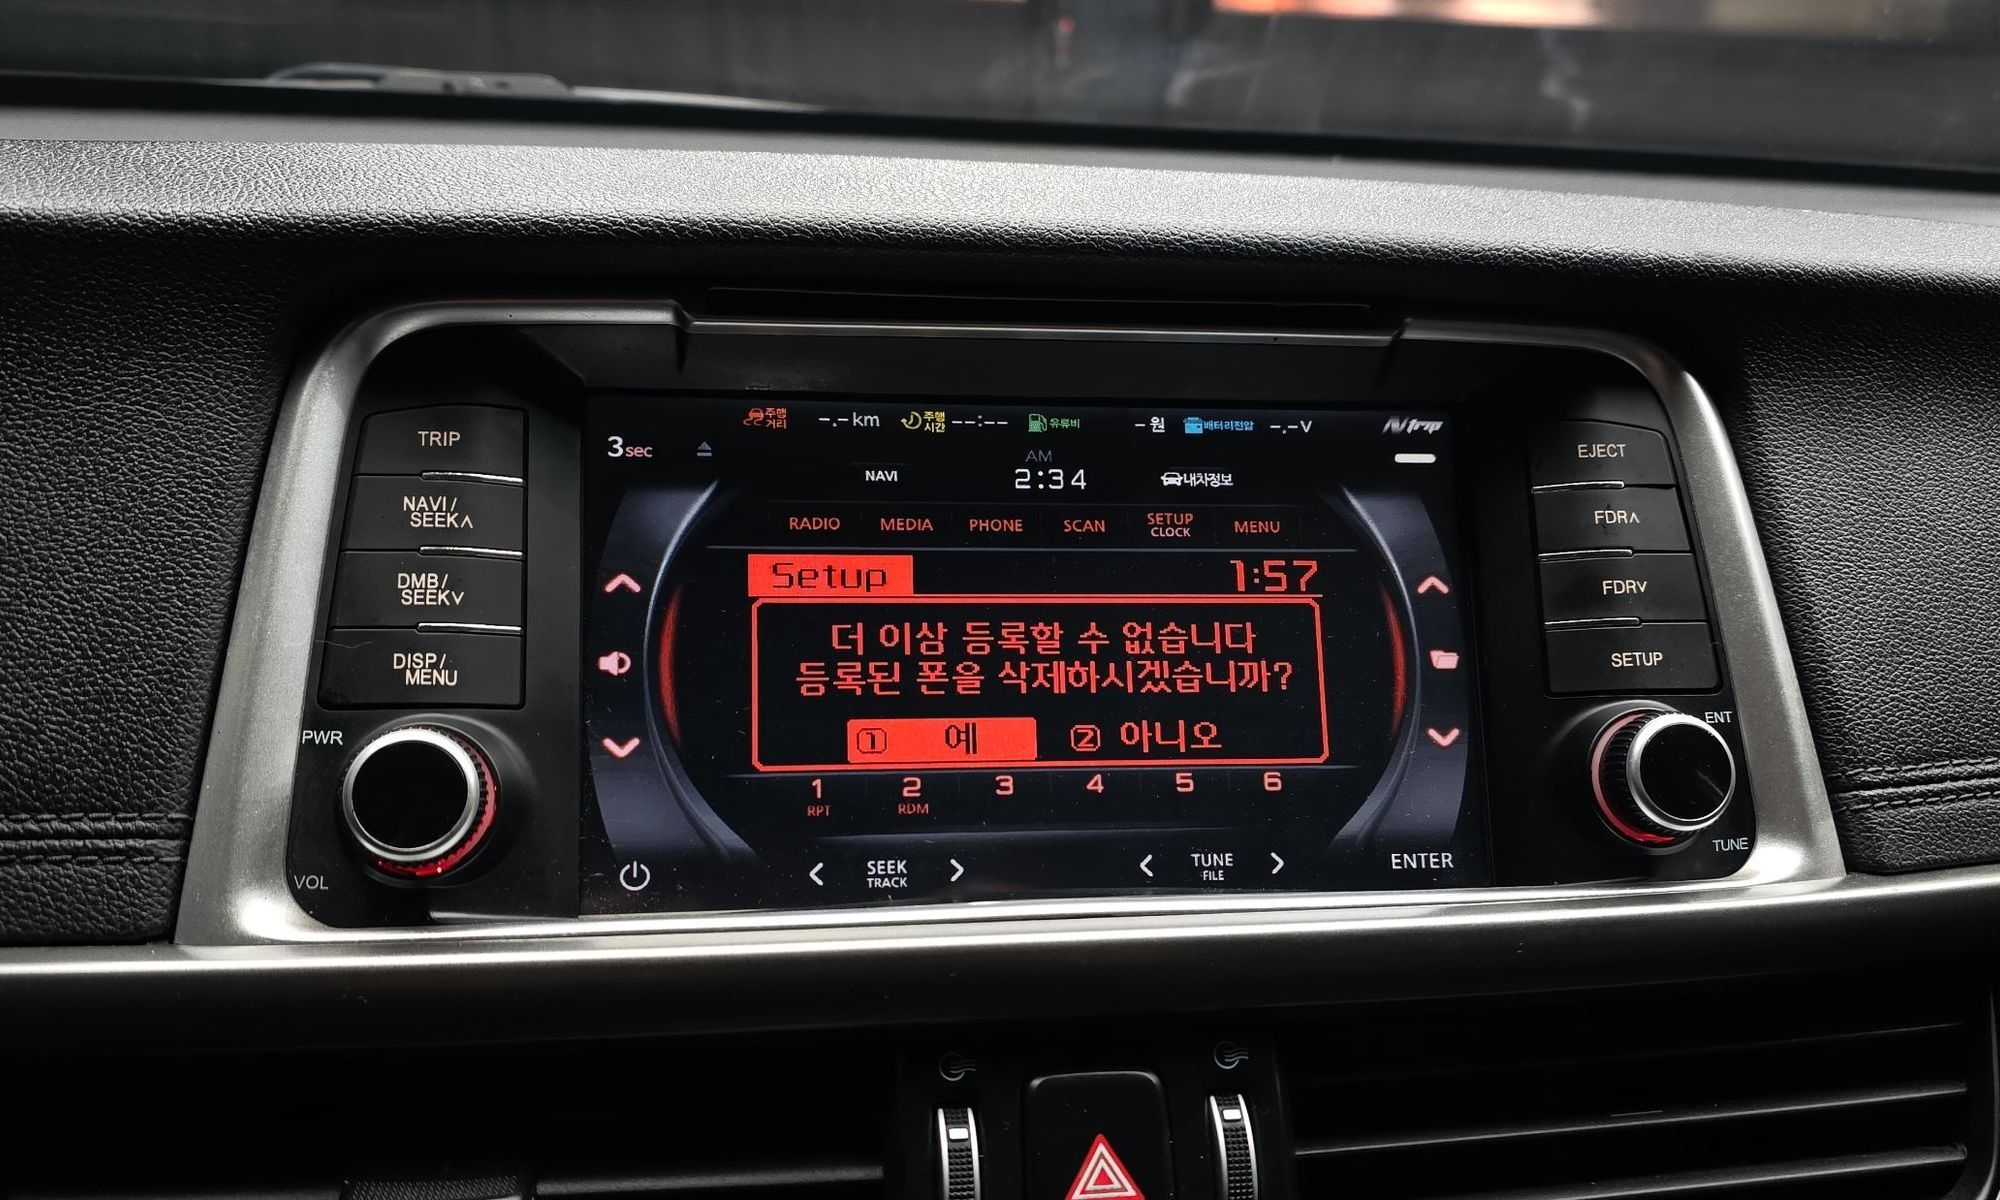 주행 거리 -.-km 주행 시간 --:-- 유류비 -원 배터리전압 -.-V Ntrip
3sec
AM
NAVI 2:34 내차정보
RADIO MEDIA PHONE SCAN SETUP CLOCK MENU
Setup 1:57
더 이상 등록할 수 없습니다
등록된 폰을 삭제하시겠습니까?
① 예 ② 아니오
1 2 3 4 5 6
RPT RDM
< SEEK TRACK > < TUNE FILE > ENTER
TRIP
NAVI/
SEEK∧
DMB/
SEEK∨
DISP/
MENU
PWR
VOL
EJECT
FDR∧
FDR∨
SETUP
ENT
TUNE